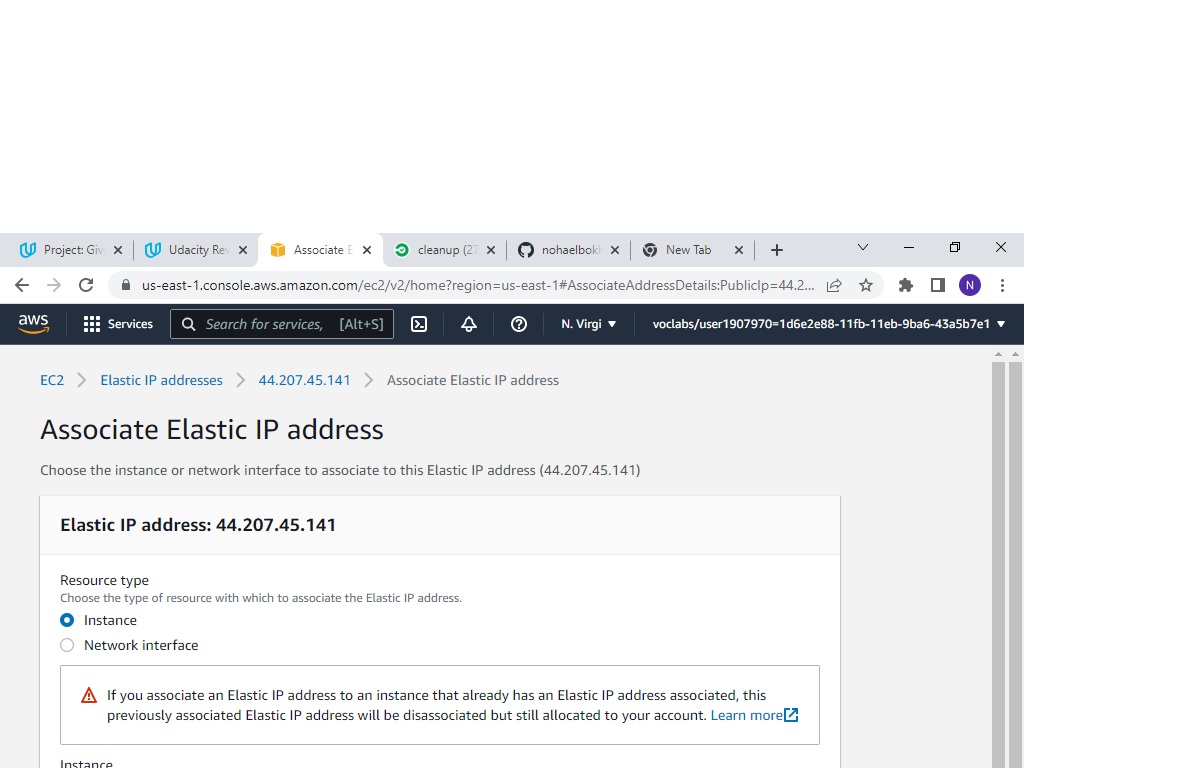 Project: Giv
Udacity Rev
Associate E
cleanup (27
nohaelbokh
New Tab
us-east-1.console.aws.amazon.com/ec2/v2/home?region=us-east-1#AssociateAddressDetails:PublicIp=44.2...
N
aws
Services
Search for services, [Alt+S]
N. Virgi
voclabs/user1907970=1d6e2e88-11fb-11eb-9ba6-43a5b7e1
EC2 > Elastic IP addresses > 44.207.45.141 > Associate Elastic IP address
Associate Elastic IP address
Choose the instance or network interface to associate to this Elastic IP address (44.207.45.141)
Elastic IP address: 44.207.45.141
Resource type
Choose the type of resource with which to associate the Elastic IP address.
Instance
Network interface
If you associate an Elastic IP address to an instance that already has an Elastic IP address associated, this
previously associated Elastic IP address will be disassociated but still allocated to your account. Learn more
Instance